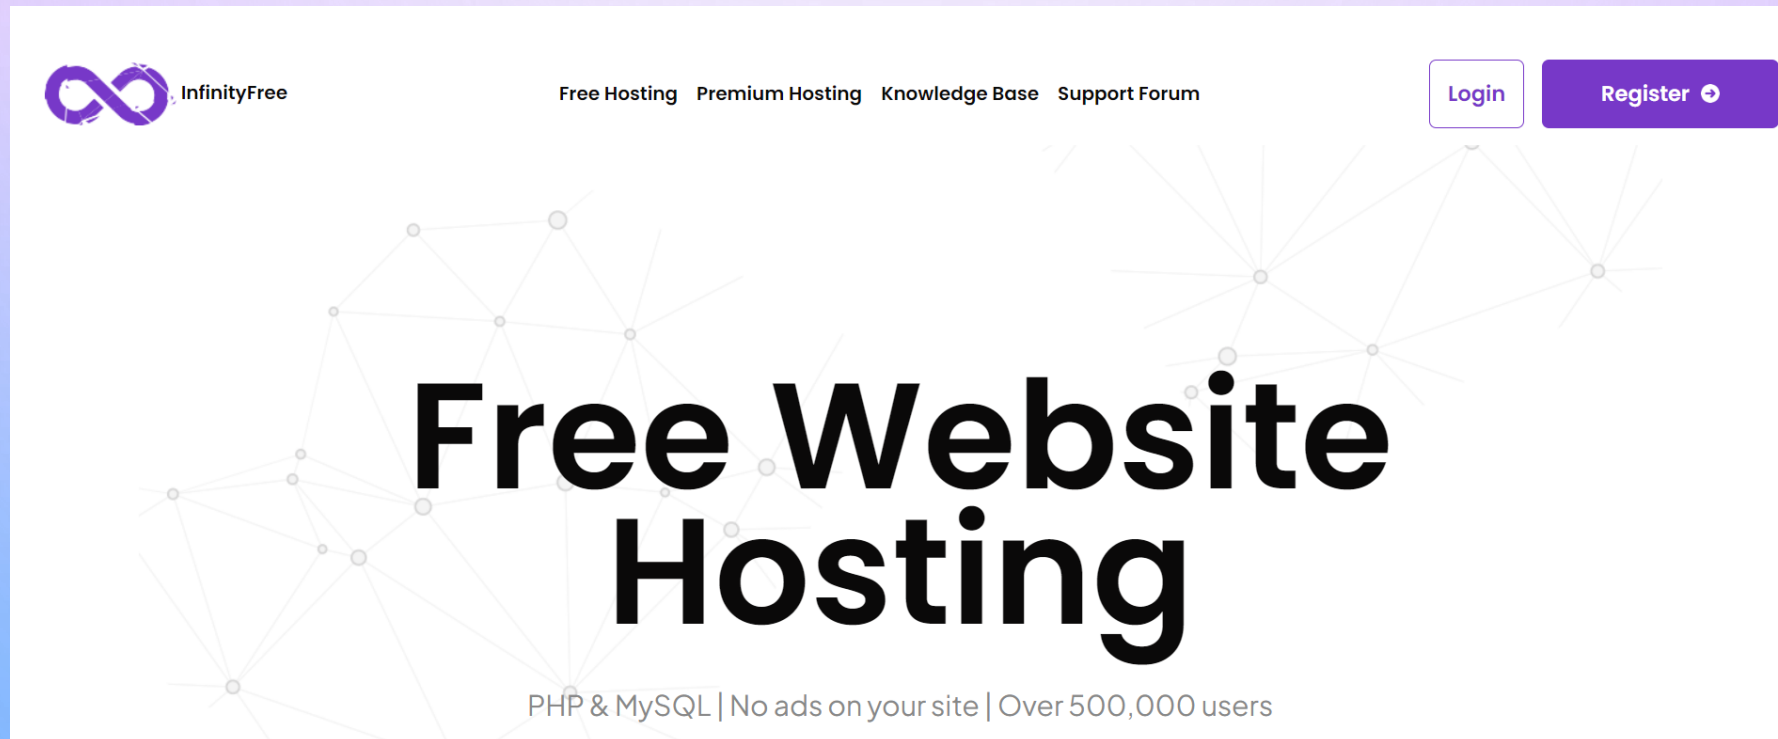 InfinityFree
Free Hosting Premium Hosting Knowledge Base Support Forum
Login
Register
Free Website
Hosting
PHP & MySQL | No ads on your site | Over 500,000 users